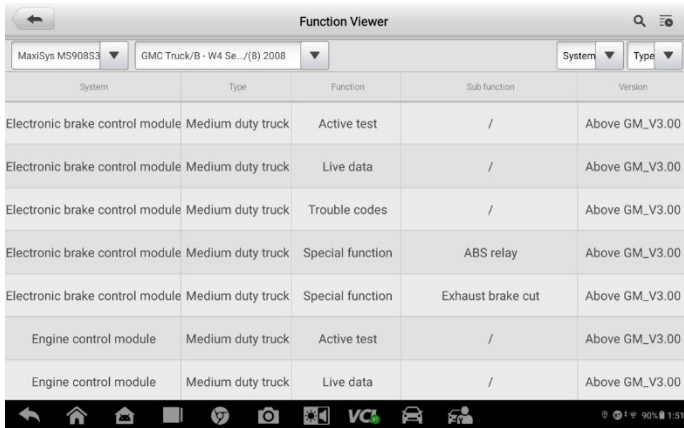 Function Viewer
MaxiSys MS908S3 GMC Truck/B - W4 Se.../(8) 2008 System Type
System Type Function Sub function Version
Electronic brake control module Medium duty truck Active test / Above GM_V3.00
Electronic brake control module Medium duty truck Live data / Above GM_V3.00
Electronic brake control module Medium duty truck Trouble codes / Above GM_V3.00
Electronic brake control module Medium duty truck Special function ABS relay Above GM_V3.00
Electronic brake control module Medium duty truck Special function Exhaust brake cut Above GM_V3.00
Engine control module Medium duty truck Active test / Above GM_V3.00
Engine control module Medium duty truck Live data / Above GM_V3.00
VCI 90% 1:51